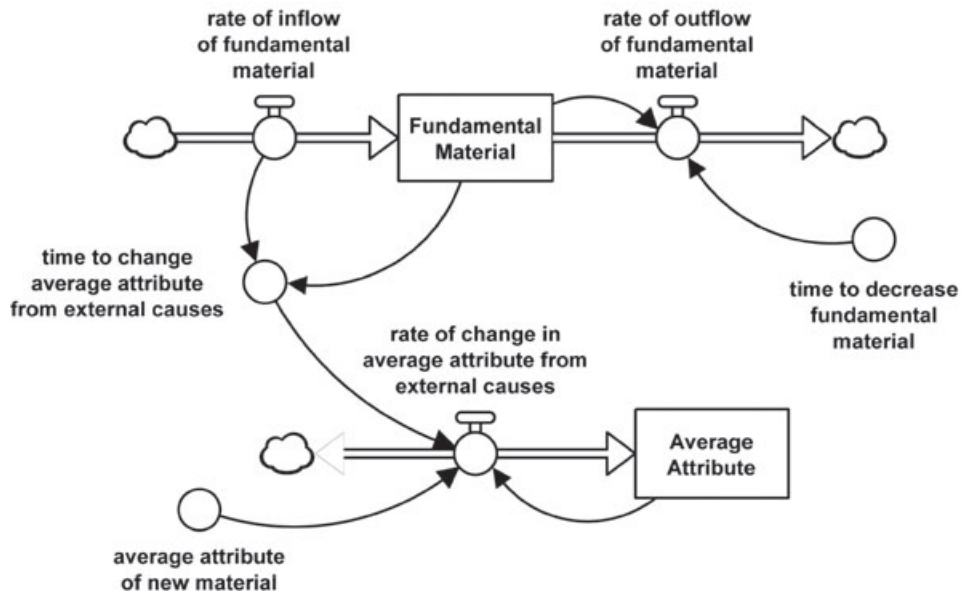 rate of inflow
of fundamental
material
rate of outflow
of fundamental
material
Fundamental
Material
time to change
average attribute
from external causes
time to decrease
fundamental
material
rate of change in
average attribute from
external causes
Average
Attribute
average attribute
of new material